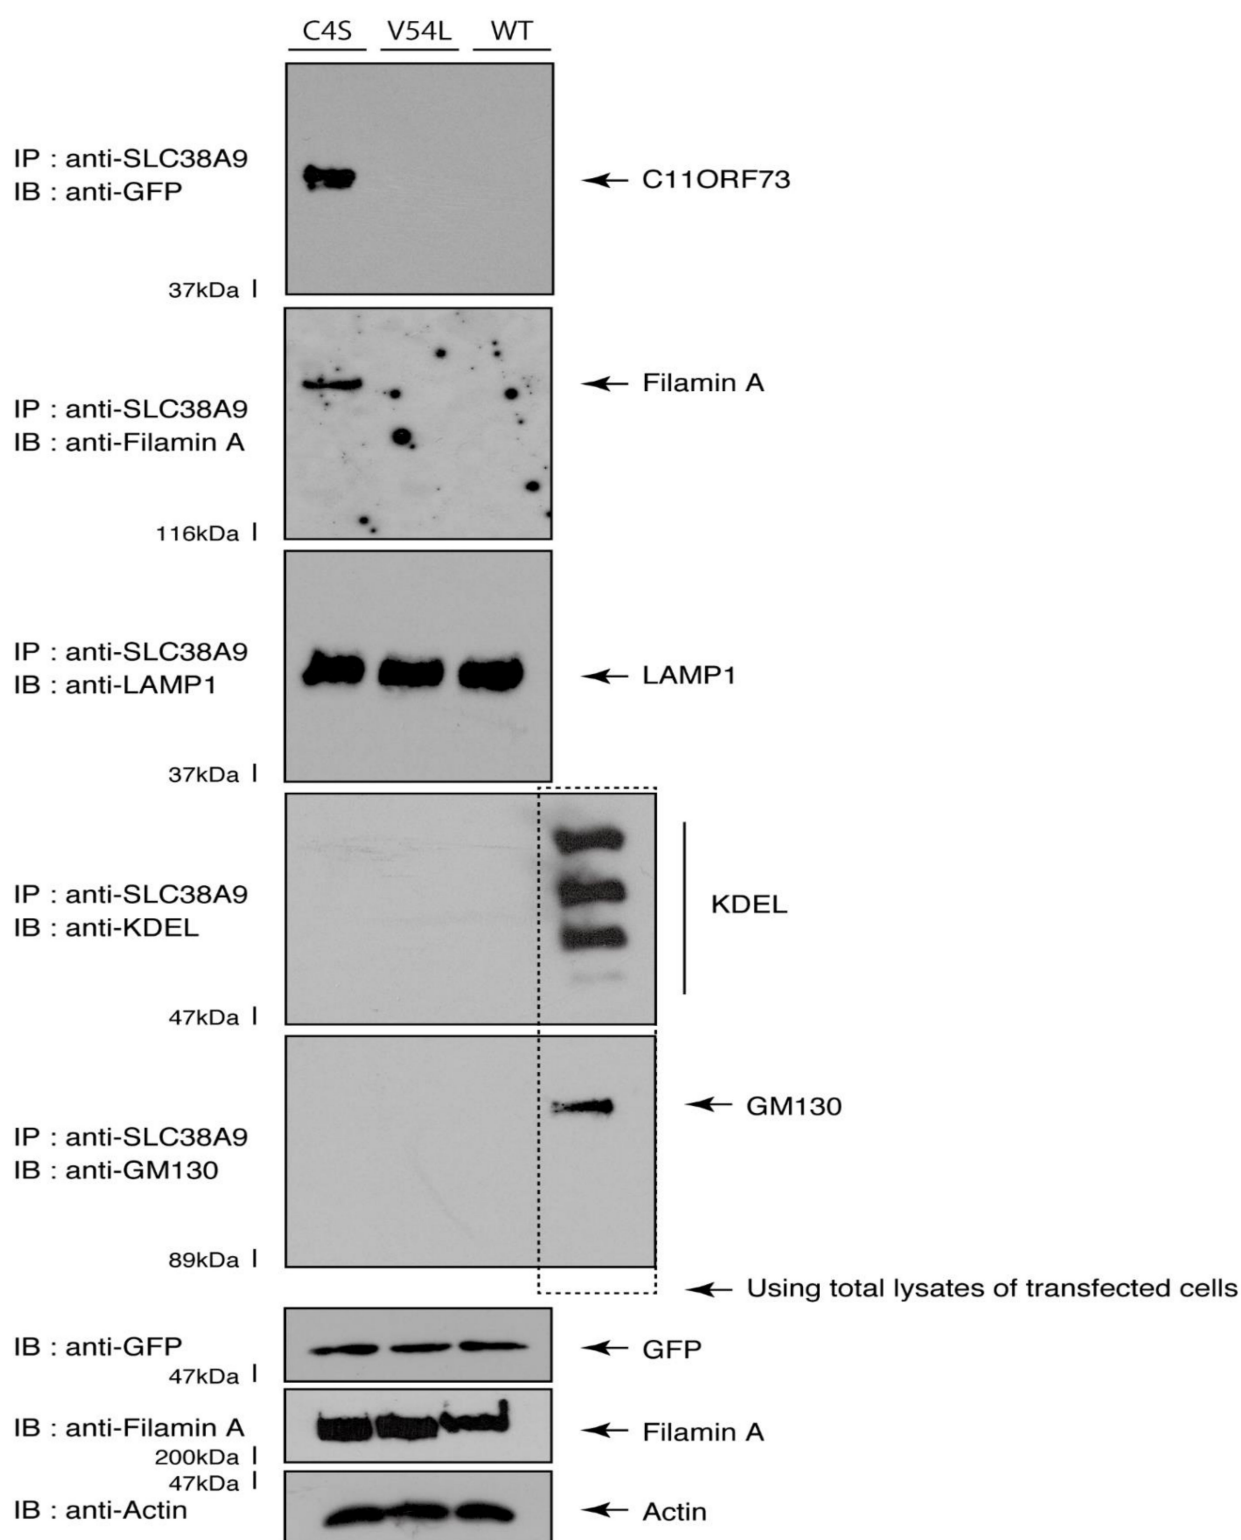 C4S V54L WT
IP : anti-SLC38A9
IB : anti-GFP
C11ORF73
37kDa
Filamin A
IP : anti-SLC38A9
IB : anti-Filamin A
116kDa
IP : anti-SLC38A9
IB : anti-LAMP1
LAMP1
37kDa
IP : anti-SLC38A9
IB : anti-KDEL
KDEL
47kDa
GM130
IP : anti-SLC38A9
IB : anti-GM130
89kDa
Using total lysates of transfected cells
IB : anti-GFP
GFP
47kDa
IB : anti-Filamin A
Filamin A
200kDa
47kDa
IB : anti-Actin
Actin